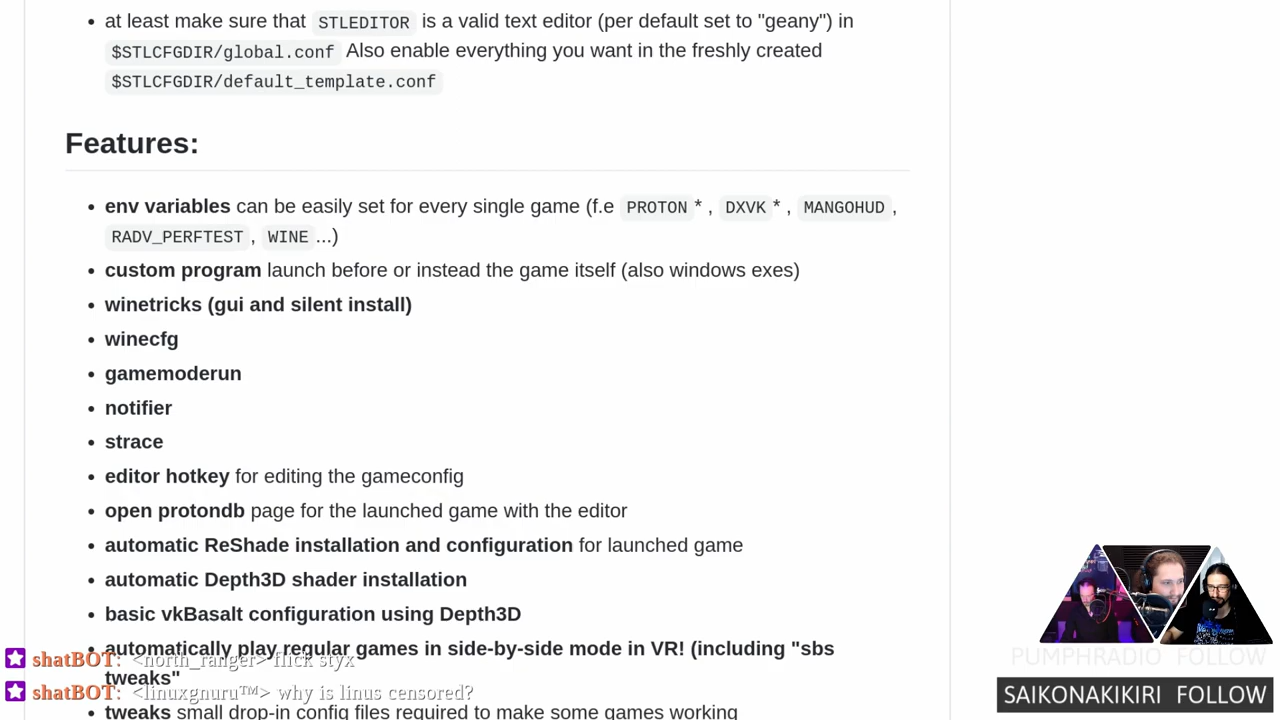 at least make sure that STLEDITOR is a valid text editor (per default set to "geany") in
$STLCFGDIR/global.conf Also enable everything you want in the freshly created
$STLCFGDIR/default_template.conf
Features:
env variables can be easily set for every single game (f.e PROTON* , DXVK* , MANGOHUD,
RADV_PERFTEST, WINE ...)
custom program launch before or instead the game itself (also windows exes)
winetricks (gui and silent install)
winecfg
gamemoderun
notifier
strace
editor hotkey for editing the gameconfig
open protondb page for the launched game with the editor
automatic ReShade installation and configuration for launched game
automatic Depth3D shader installation
basic vkBasalt configuration using Depth3D
automatically play regular games in side-by-side mode in VR! (including "sbs
tweaks"
tweaks small drop-in config files required to make some games working
shatBOT: <north_ranger> flick styx
shatBOT: <linuxgnuru™> why is linus censored?
PUMPHRADIO FOLLOW
SAIKONAKIKIRI FOLLOW